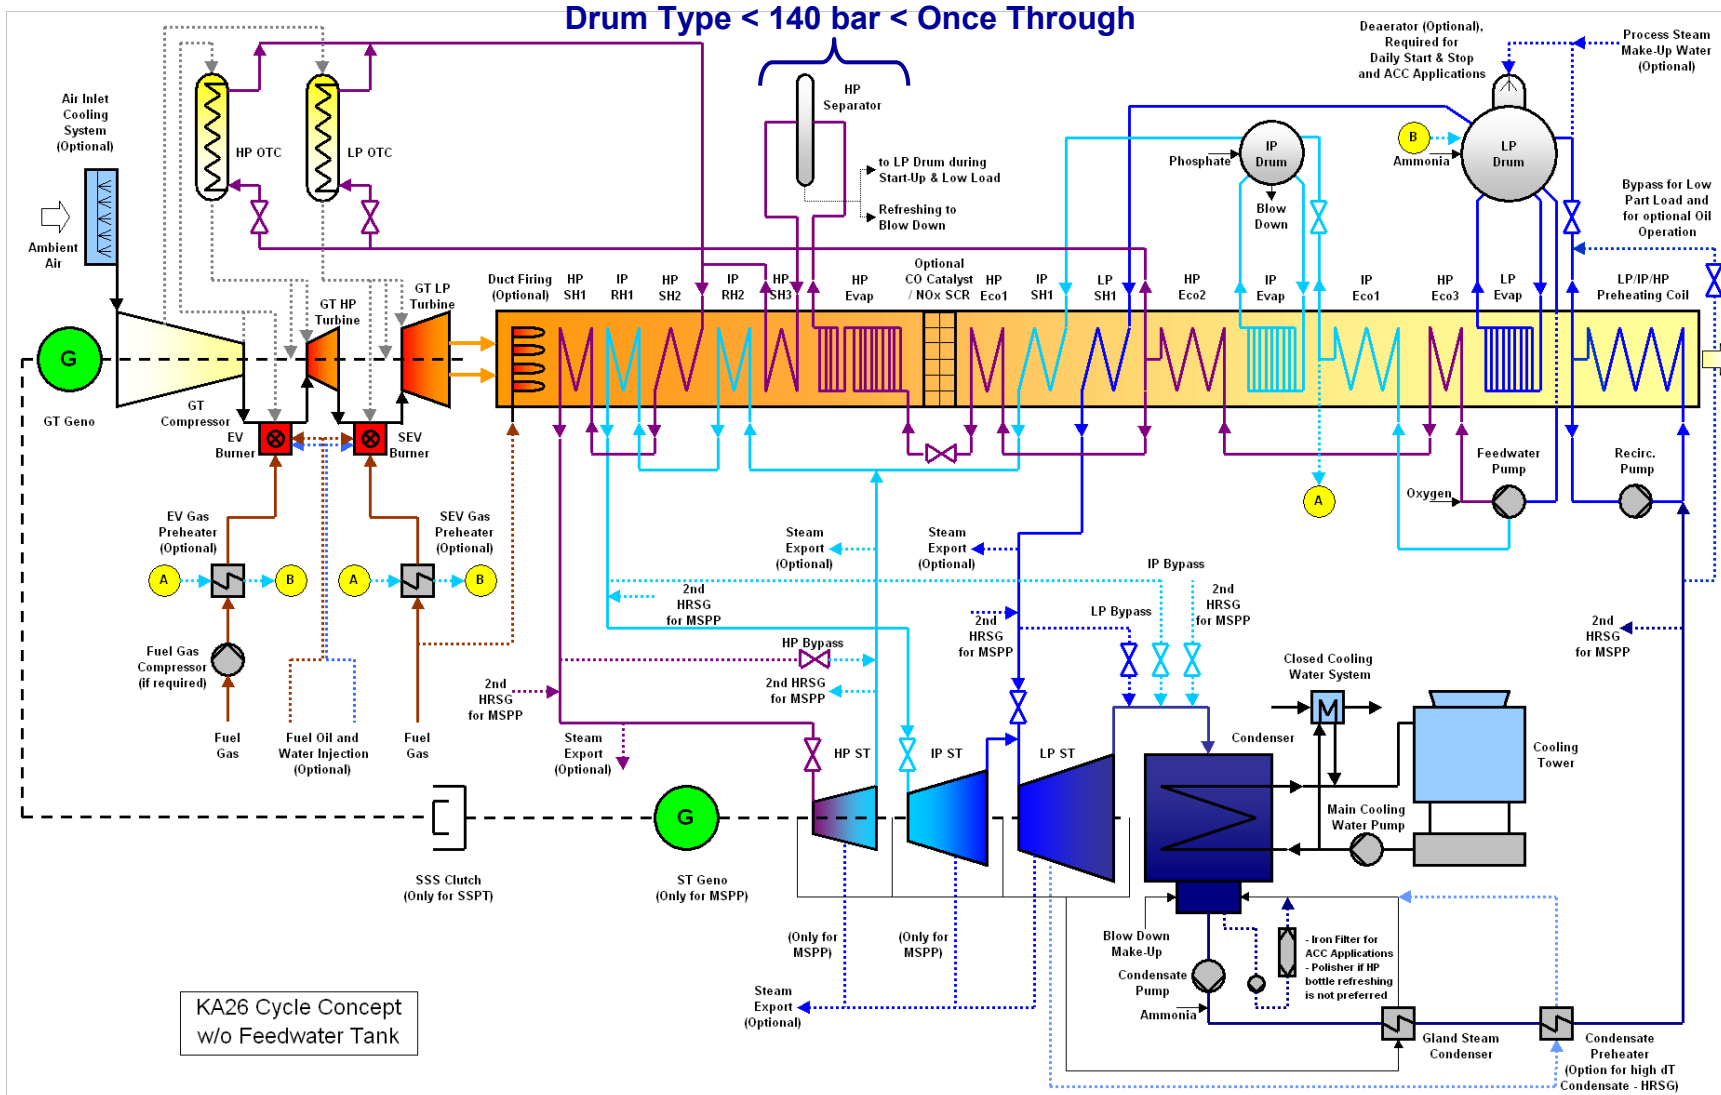 Drum Type < 140 bar < Once Through
Air Inlet
Cooling
System
(Optional)
HP OTC
LP OTC
HP
Separator
to LP Drum during
Start-Up & Low Load
Refreshing to
Blow Down
Deaerator (Optional),
Required for
Daily Start & Stop
and ACC Applications
Process Steam
Make-Up Water
(Optional)
B
Ammonia
LP
Drum
IP
Drum
Phosphate
Blow
Down
Bypass for Low
Part Load and
for optional Oil
Operation
Ambient
Air
GT HP
Turbine
GT LP
Turbine
Duct Firing
(Optional)
HP
SH1
IP
RH1
HP
SH2
IP
RH2
HP
SH3
HP
Evap
Optional
CO Catalyst
/ NOx SCR
HP
Eco1
IP
SH1
LP
SH1
HP
Eco2
IP
Evap
IP
Eco1
HP
Eco3
LP
Evap
LP/IP/HP
Preheating Coil
G
GT Geno
GT
Compressor
EV
Burner
SEV
Burner
Feedwater
Pump
Recirc.
Pump
Oxygen
A
EV Gas
Preheater
(Optional)
SEV Gas
Preheater
(Optional)
A
B
A
B
Steam
Export
(Optional)
Steam
Export
(Optional)
IP Bypass
2nd
HRSG
for MSPP
2nd
HRSG
for MSPP
LP Bypass
2nd
HRSG
for MSPP
2nd
HRSG
for MSPP
Fuel Gas
Compressor
(if required)
HP Bypass
2nd HRSG
for MSPP
2nd HRSG
for MSPP
Closed Cooling
Water System
M
Fuel
Gas
Fuel Oil and
Water Injection
(Optional)
Fuel
Gas
Steam
Export
(Optional)
HP ST
IP ST
LP ST
Condenser
Cooling
Tower
Main Cooling
Water Pump
G
SSS Clutch
(Only for SSPT)
ST Geno
(Only for MSPP)
(Only for
MSPP)
(Only for
MSPP)
Blow Down
Make-Up
- Iron Filter for
ACC Applications
- Polisher if HP
bottle refreshing
is not preferred
Condensate
Pump
Steam
Export
(Optional)
Ammonia
Gland Steam
Condenser
Condensate
Preheater
(Option for high dT
Condensate - HRSG)
KA26 Cycle Concept
w/o Feedwater Tank